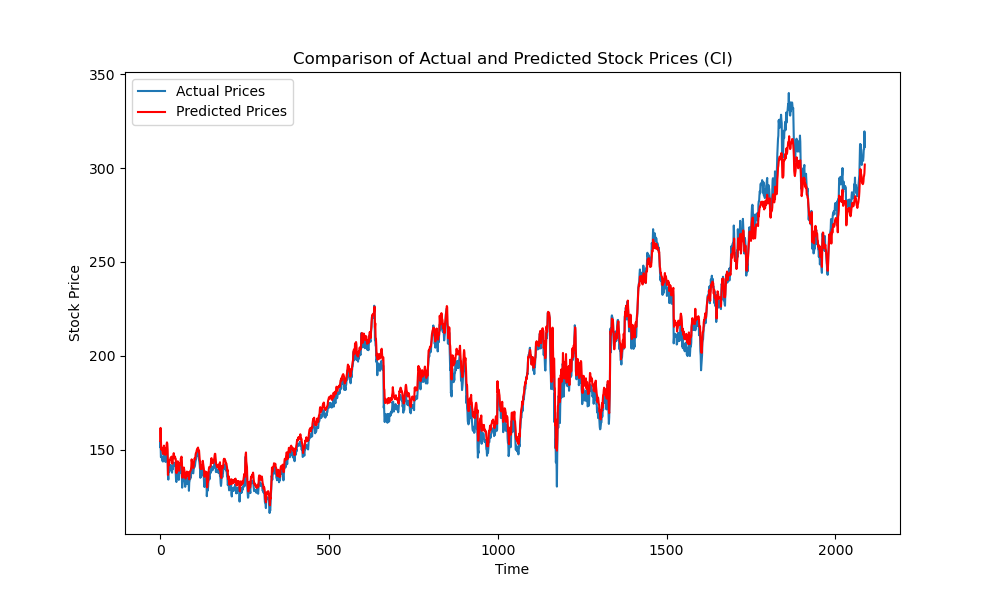 Comparison of Actual and Predicted Stock Prices (CI)
Actual Prices
Predicted Prices
350
300
250
200
150
Stock Price
0
500
1000
1500
2000
Time